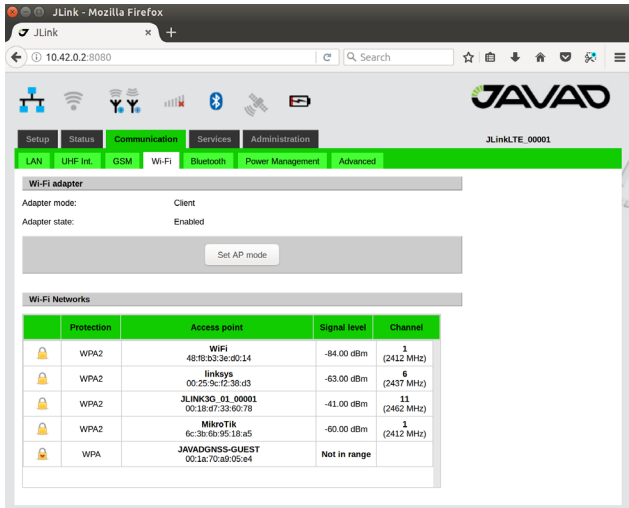 JLink - Mozilla Firefox
JLink
10.42.0.2:8080
Search
JAVAD
Setup Status Communication Services Administration
JLinkLTE_00001
LAN UHF Int. GSM Wi-Fi Bluetooth Power Management Advanced
Wi-Fi adapter
Adapter mode: Client
Adapter state: Enabled
Set AP mode
Wi-Fi Networks
Protection Access point Signal level Channel
WPA2 WiFi 48:f8:b3:3e:d0:14 -84.00 dBm 1 (2412 MHz)
WPA2 linksys 00:25:9c:f2:38:d3 -63.00 dBm 6 (2437 MHz)
WPA2 JLINK3G_01_00001 00:18:d7:33:60:78 -41.00 dBm 11 (2462 MHz)
WPA2 MikroTik 6c:3b:6b:95:18:a5 -60.00 dBm 1 (2412 MHz)
WPA JAVADGNSS-GUEST 00:1a:70:a9:05:e4 Not in range